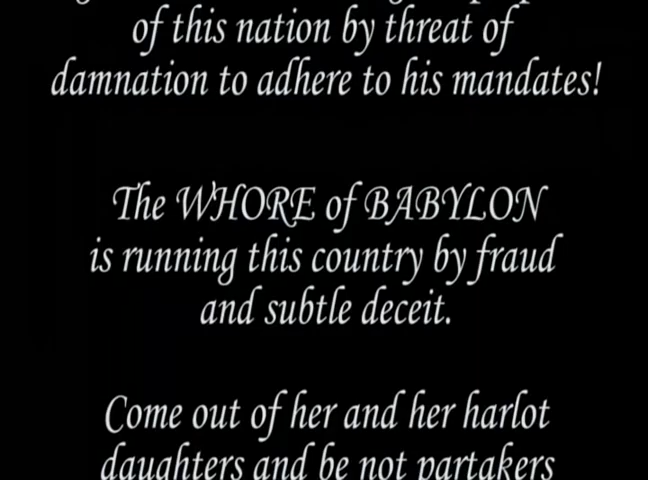 of this nation by threat of
damnation to adhere to his mandates!
The WHORE of BABYLON
is running this country by fraud
and subtle deceit.
Come out of her and her harlot
daughters and be not partakers